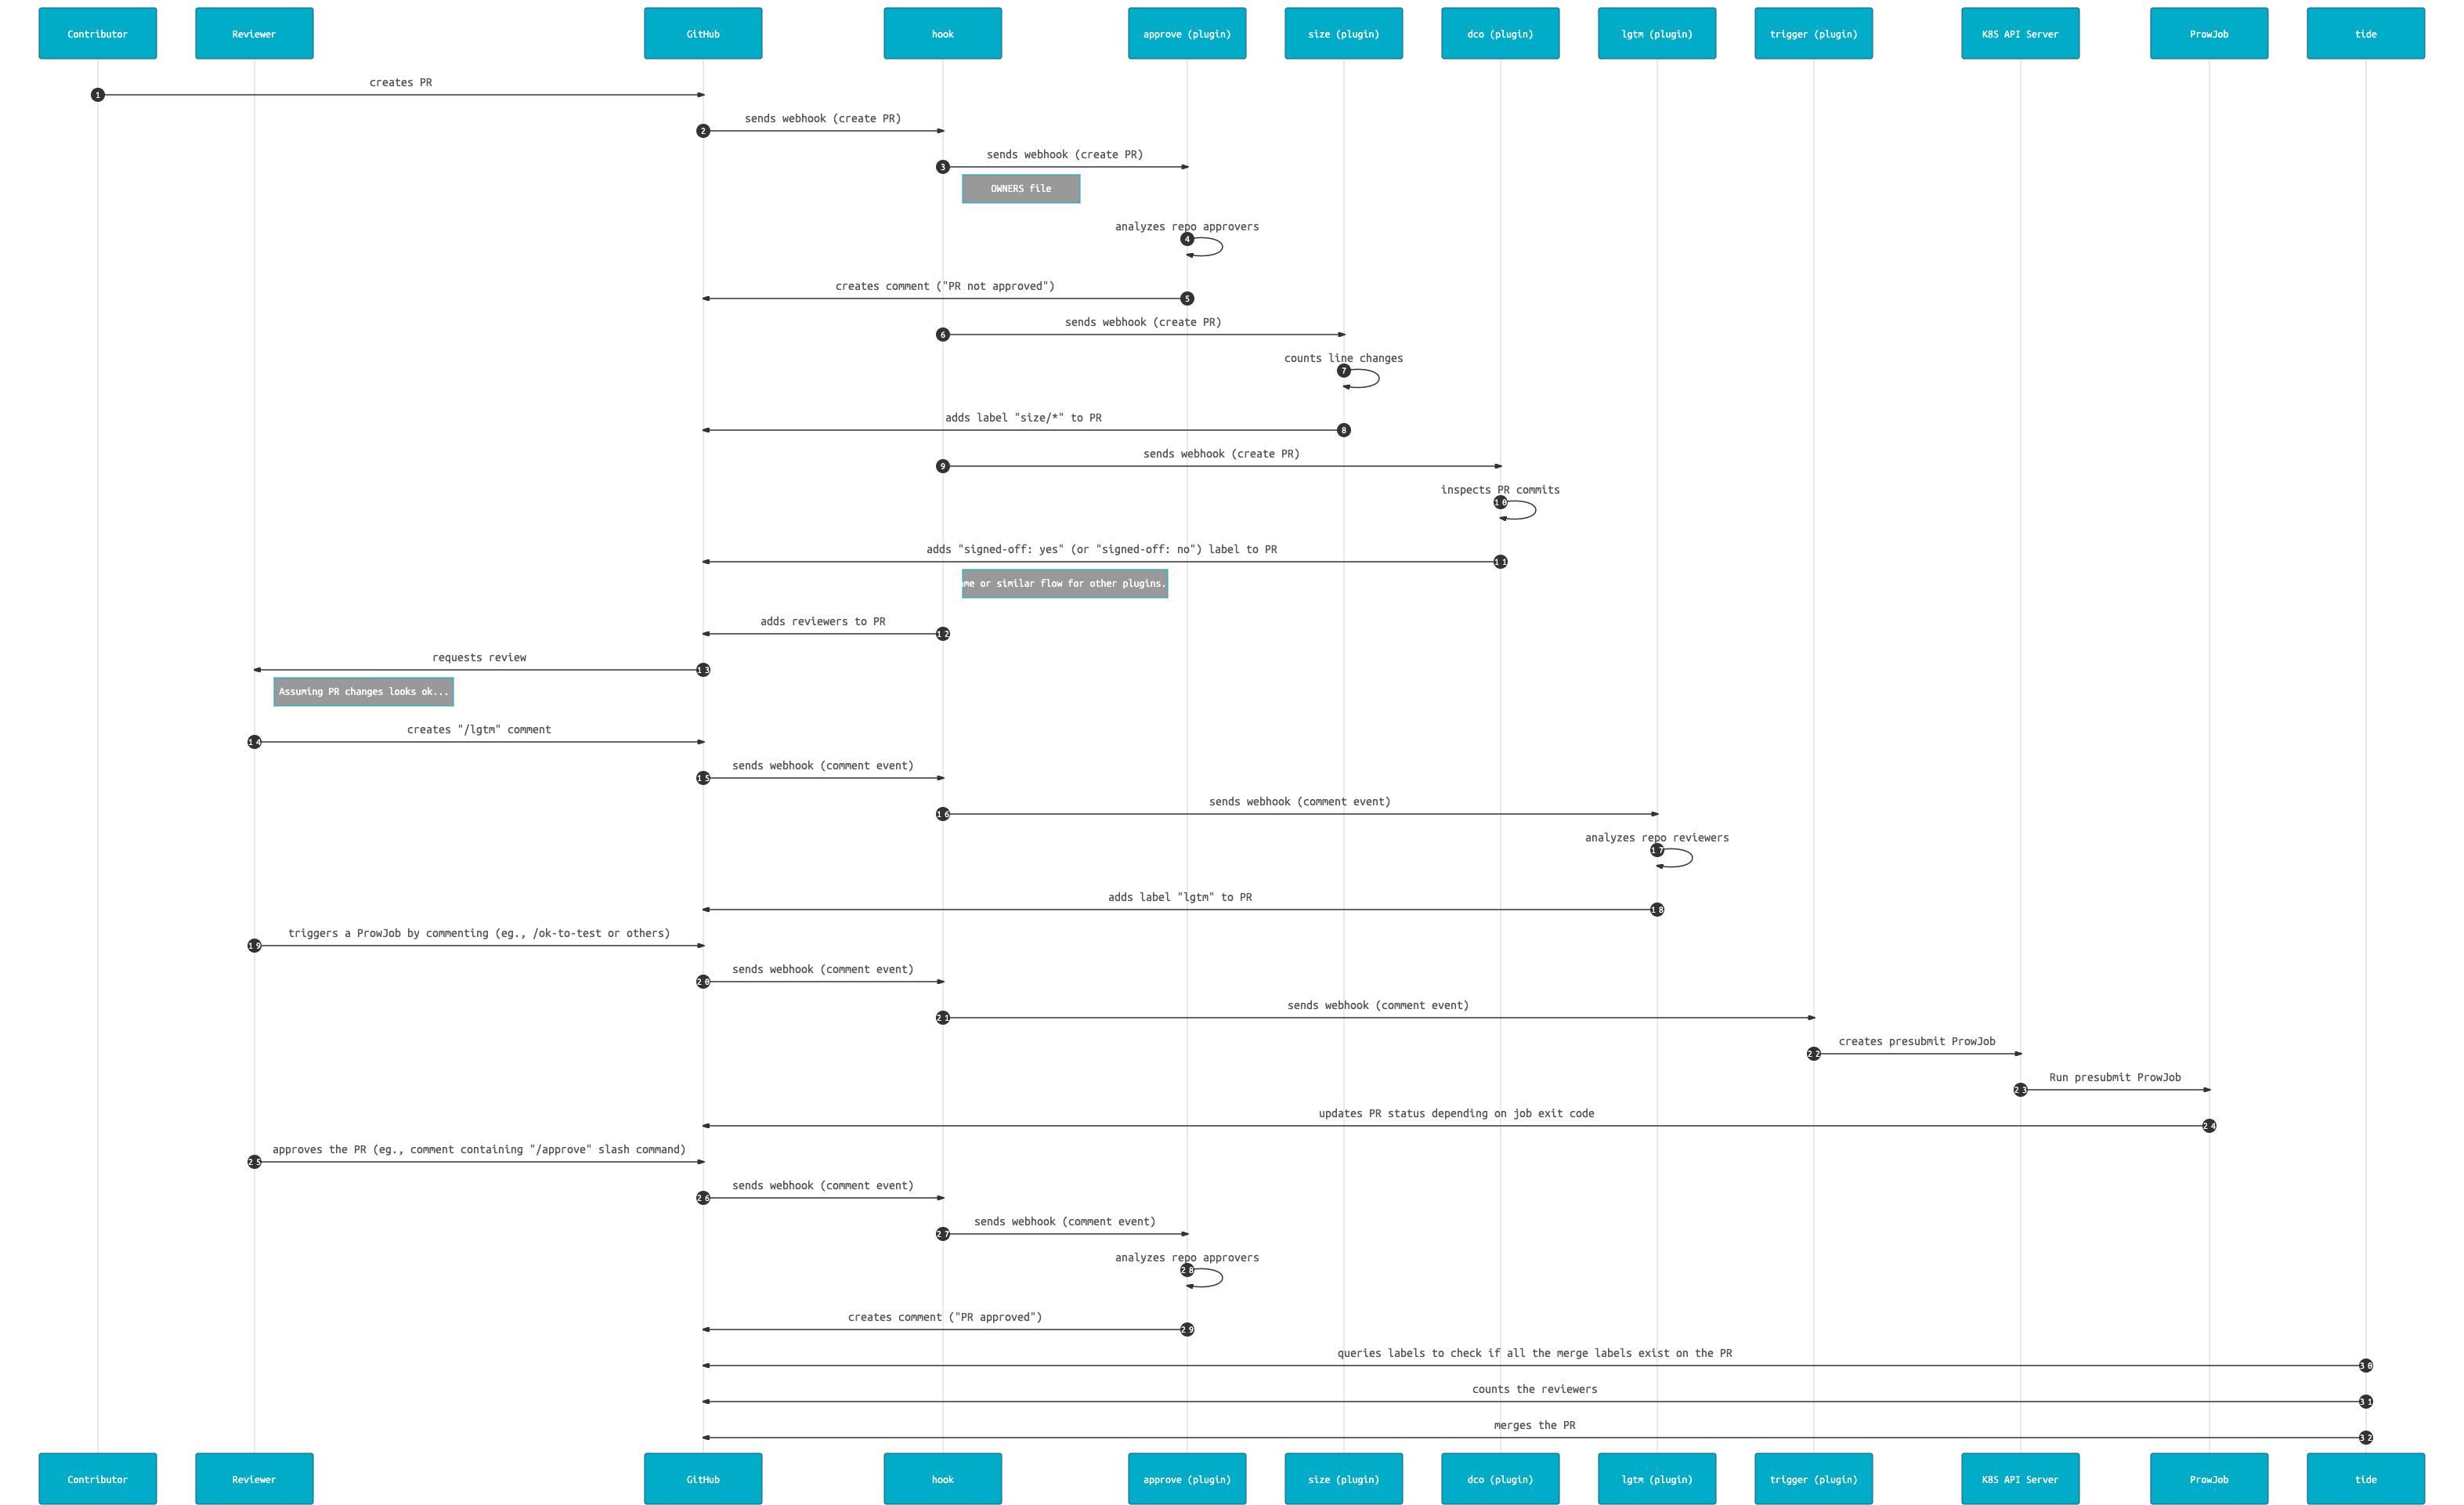 Contributor
Reviewer
GitHub
hook
approve (plugin)
size (plugin)
dco (plugin)
lgtm (plugin)
trigger (plugin)
K8S API Server
ProwJob
tide
creates PR
1
sends webhook (create PR)
2
sends webhook (create PR)
3
OWNERS file
analyzes repo approvers
4
creates comment ("PR not approved")
5
sends webhook (create PR)
6
counts line changes
7
adds label "size/*" to PR
8
sends webhook (create PR)
9
inspects PR commits
10
adds "signed-off: yes" (or "signed-off: no") label to PR
11
me or similar flow for other plugins.
adds reviewers to PR
12
requests review
13
Assuming PR changes looks ok...
creates "/lgtm" comment
14
sends webhook (comment event)
15
sends webhook (comment event)
16
analyzes repo reviewers
17
adds label "lgtm" to PR
18
triggers a ProwJob by commenting (eg., /ok-to-test or others)
19
sends webhook (comment event)
20
sends webhook (comment event)
21
creates presubmit ProwJob
22
Run presubmit ProwJob
23
updates PR status depending on job exit code
24
approves the PR (eg., comment containing "/approve" slash command)
25
sends webhook (comment event)
26
sends webhook (comment event)
27
analyzes repo approvers
28
creates comment ("PR approved")
29
queries labels to check if all the merge labels exist on the PR
30
counts the reviewers
31
merges the PR
32
Contributor
Reviewer
GitHub
hook
approve (plugin)
size (plugin)
dco (plugin)
lgtm (plugin)
trigger (plugin)
K8S API Server
ProwJob
tide